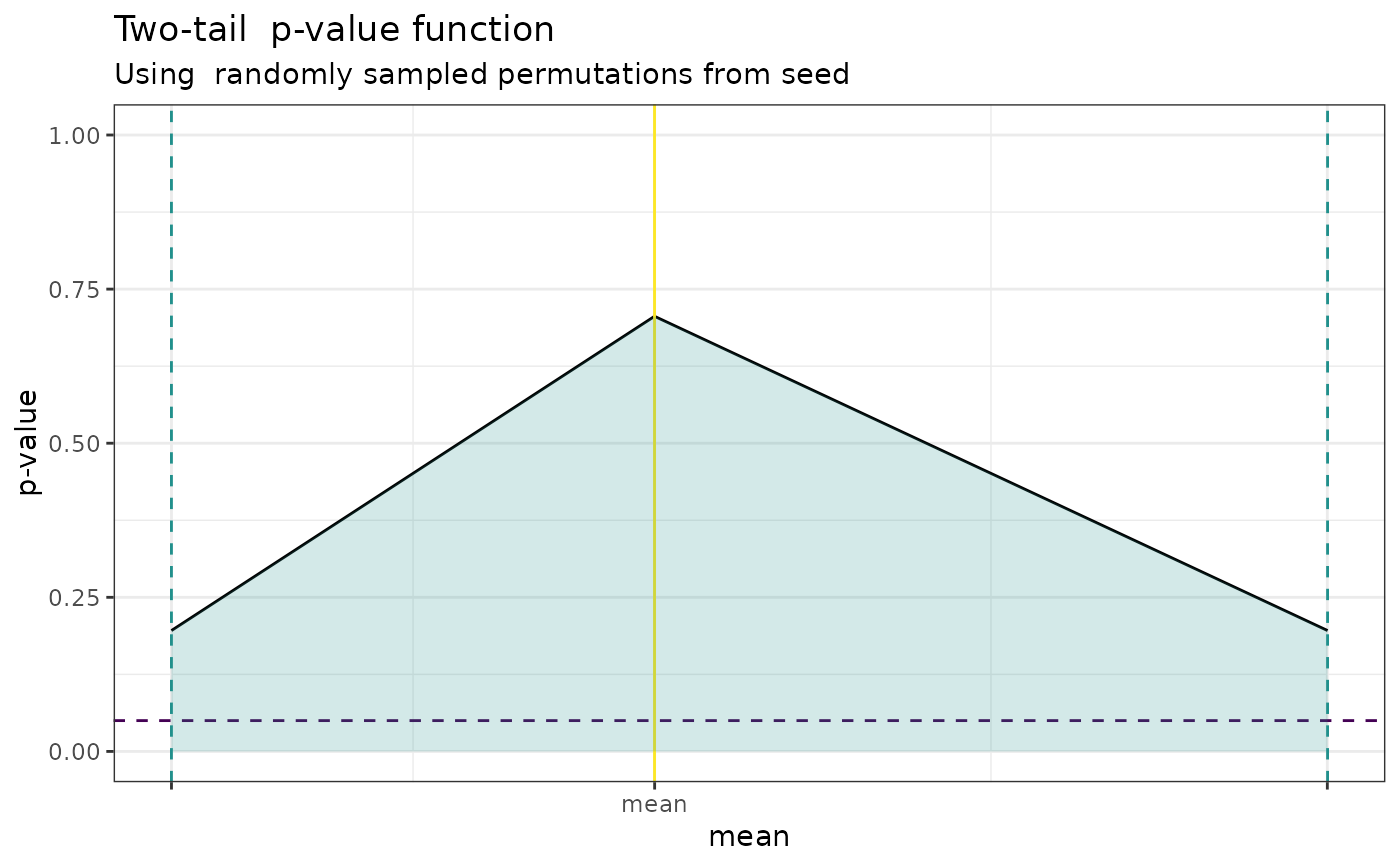 Two-tail  p-value function
Using  randomly sampled permutations from seed
1.00
0.75
0.50
0.25
0.00
p-value
mean
mean